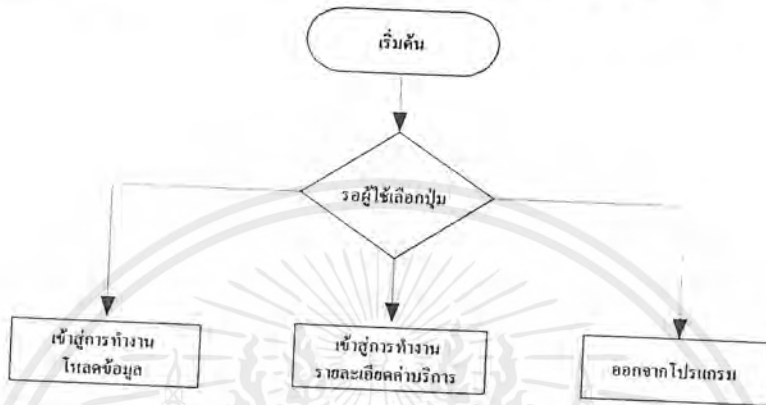 เริ่มต้น
รอผู้ใช้เลือกปุ่ม
เข้าสู่การทำงาน
โหลดข้อมูล
เข้าสู่การทำงาน
รายละเอียดค่าบริการ
ออกจากโปรแกรม